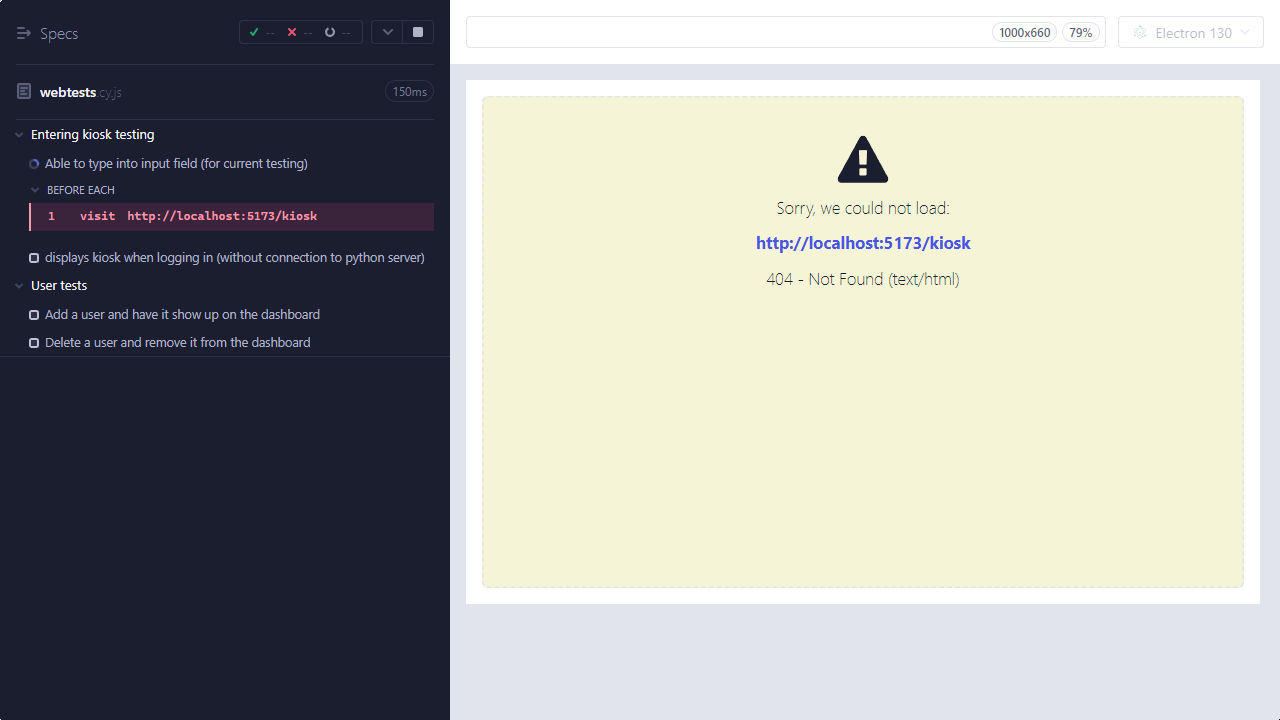 Specs
-- -- --
webtests.cy.js 150ms
Entering kiosk testing
Able to type into input field (for current testing)
BEFORE EACH
1 visit http://localhost:5173/kiosk
displays kiosk when logging in (without connection to python server)
User tests
Add a user and have it show up on the dashboard
Delete a user and remove it from the dashboard
1000x660 79% Electron 130
Sorry, we could not load:
http://localhost:5173/kiosk
404 - Not Found (text/html)